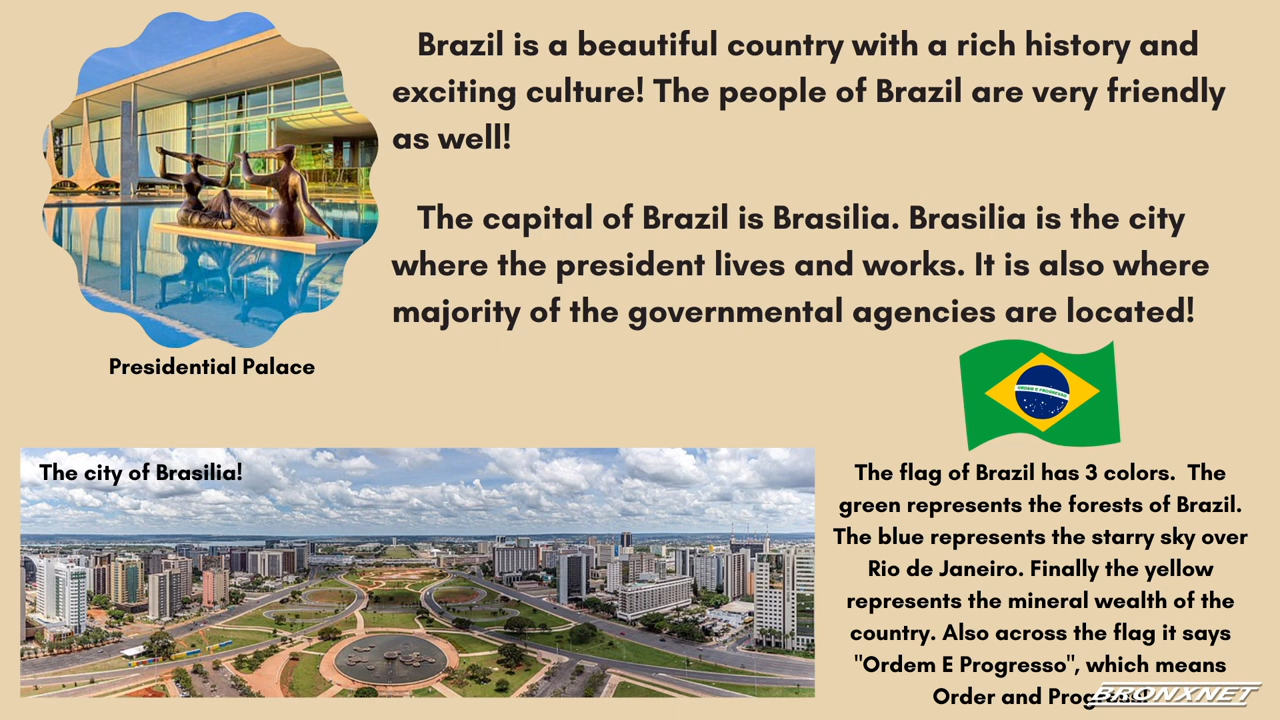 Brazil is a beautiful country with a rich history and
exciting culture! The people of Brazil are very friendly
as well!
The capital of Brazil is Brasilia. Brasilia is the city
where the president lives and works. It is also where
majority of the governmental agencies are located!
Presidential Palace
ORDEM E PROGRESSO
The city of Brasilia!
The flag of Brazil has 3 colors. The
green represents the forests of Brazil.
The blue represents the starry sky over
Rio de Janeiro. Finally the yellow
represents the mineral wealth of the
country. Also across the flag it says
"Ordem E Progresso", which means
Order and Progress!
BRONXNET